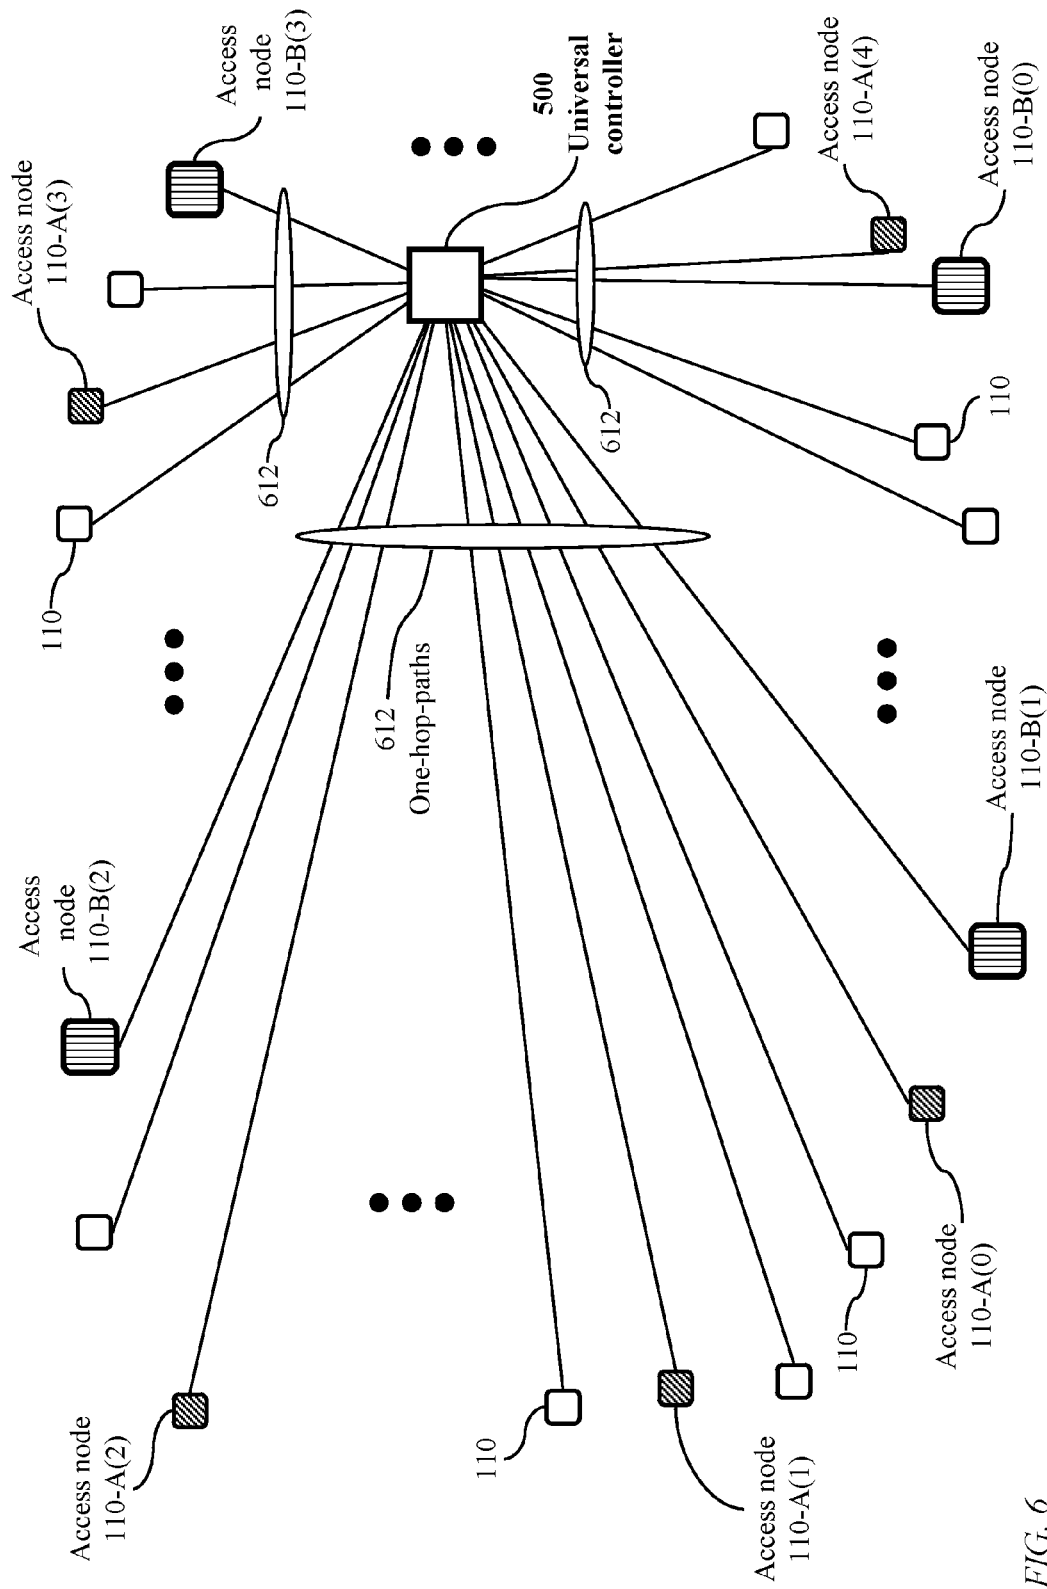 Access node
110-A(2)
Access
node
110-B(2)
110
Access node
110-A(3)
Access
node
110-B(3)
612
612
One-hop-paths
500
Universal
controller
612
110
Access node
110-A(1)
110
Access node
110-A(0)
Access node
110-B(1)
110
Access node
110-A(4)
Access node
110-B(0)
FIG. 6